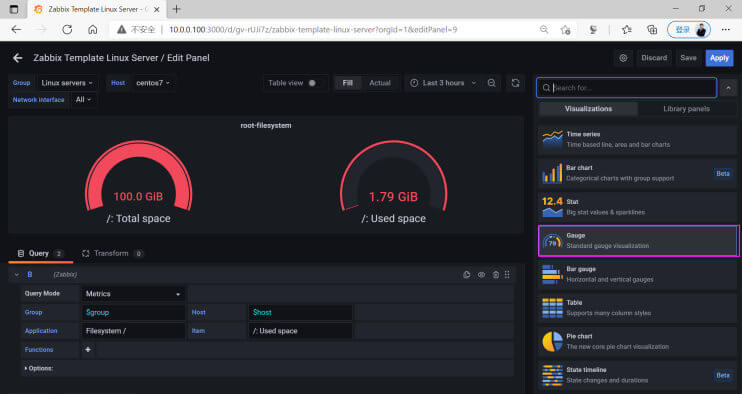 Zabbix Template Linux Server - G
不安全
10.0.0.100:3000/d/gv-rUJi7z/zabbix-template-linux-server?orgId=1&editPanel=9
登录
Zabbix Template Linux Server / Edit Panel
Discard
Save
Apply
Group
Linux servers
Host
centos7
Table view
Fill
Actual
Last 3 hours
Network interface
All
Search for...
Visualizations
Library panels
root-filesystem
100.0 GiB
/: Total space
1.79 GiB
/: Used space
Time series
Time based line, area and bar charts
Bar chart
Categorical charts with group support
Beta
12.4
Stat
Big stat values & sparklines
79
Gauge
Standard gauge visualization
Bar gauge
Horizontal and vertical gauges
Table
Supports many column styles
Pie chart
The new core pie chart visualization
State timeline
State changes and durations
Beta
Query 2
Transform 0
B
(Zabbix)
Query Mode
Metrics
Group
$group
Host
$host
Application
Filesystem /
Item
/: Used space
Functions
+
Options: